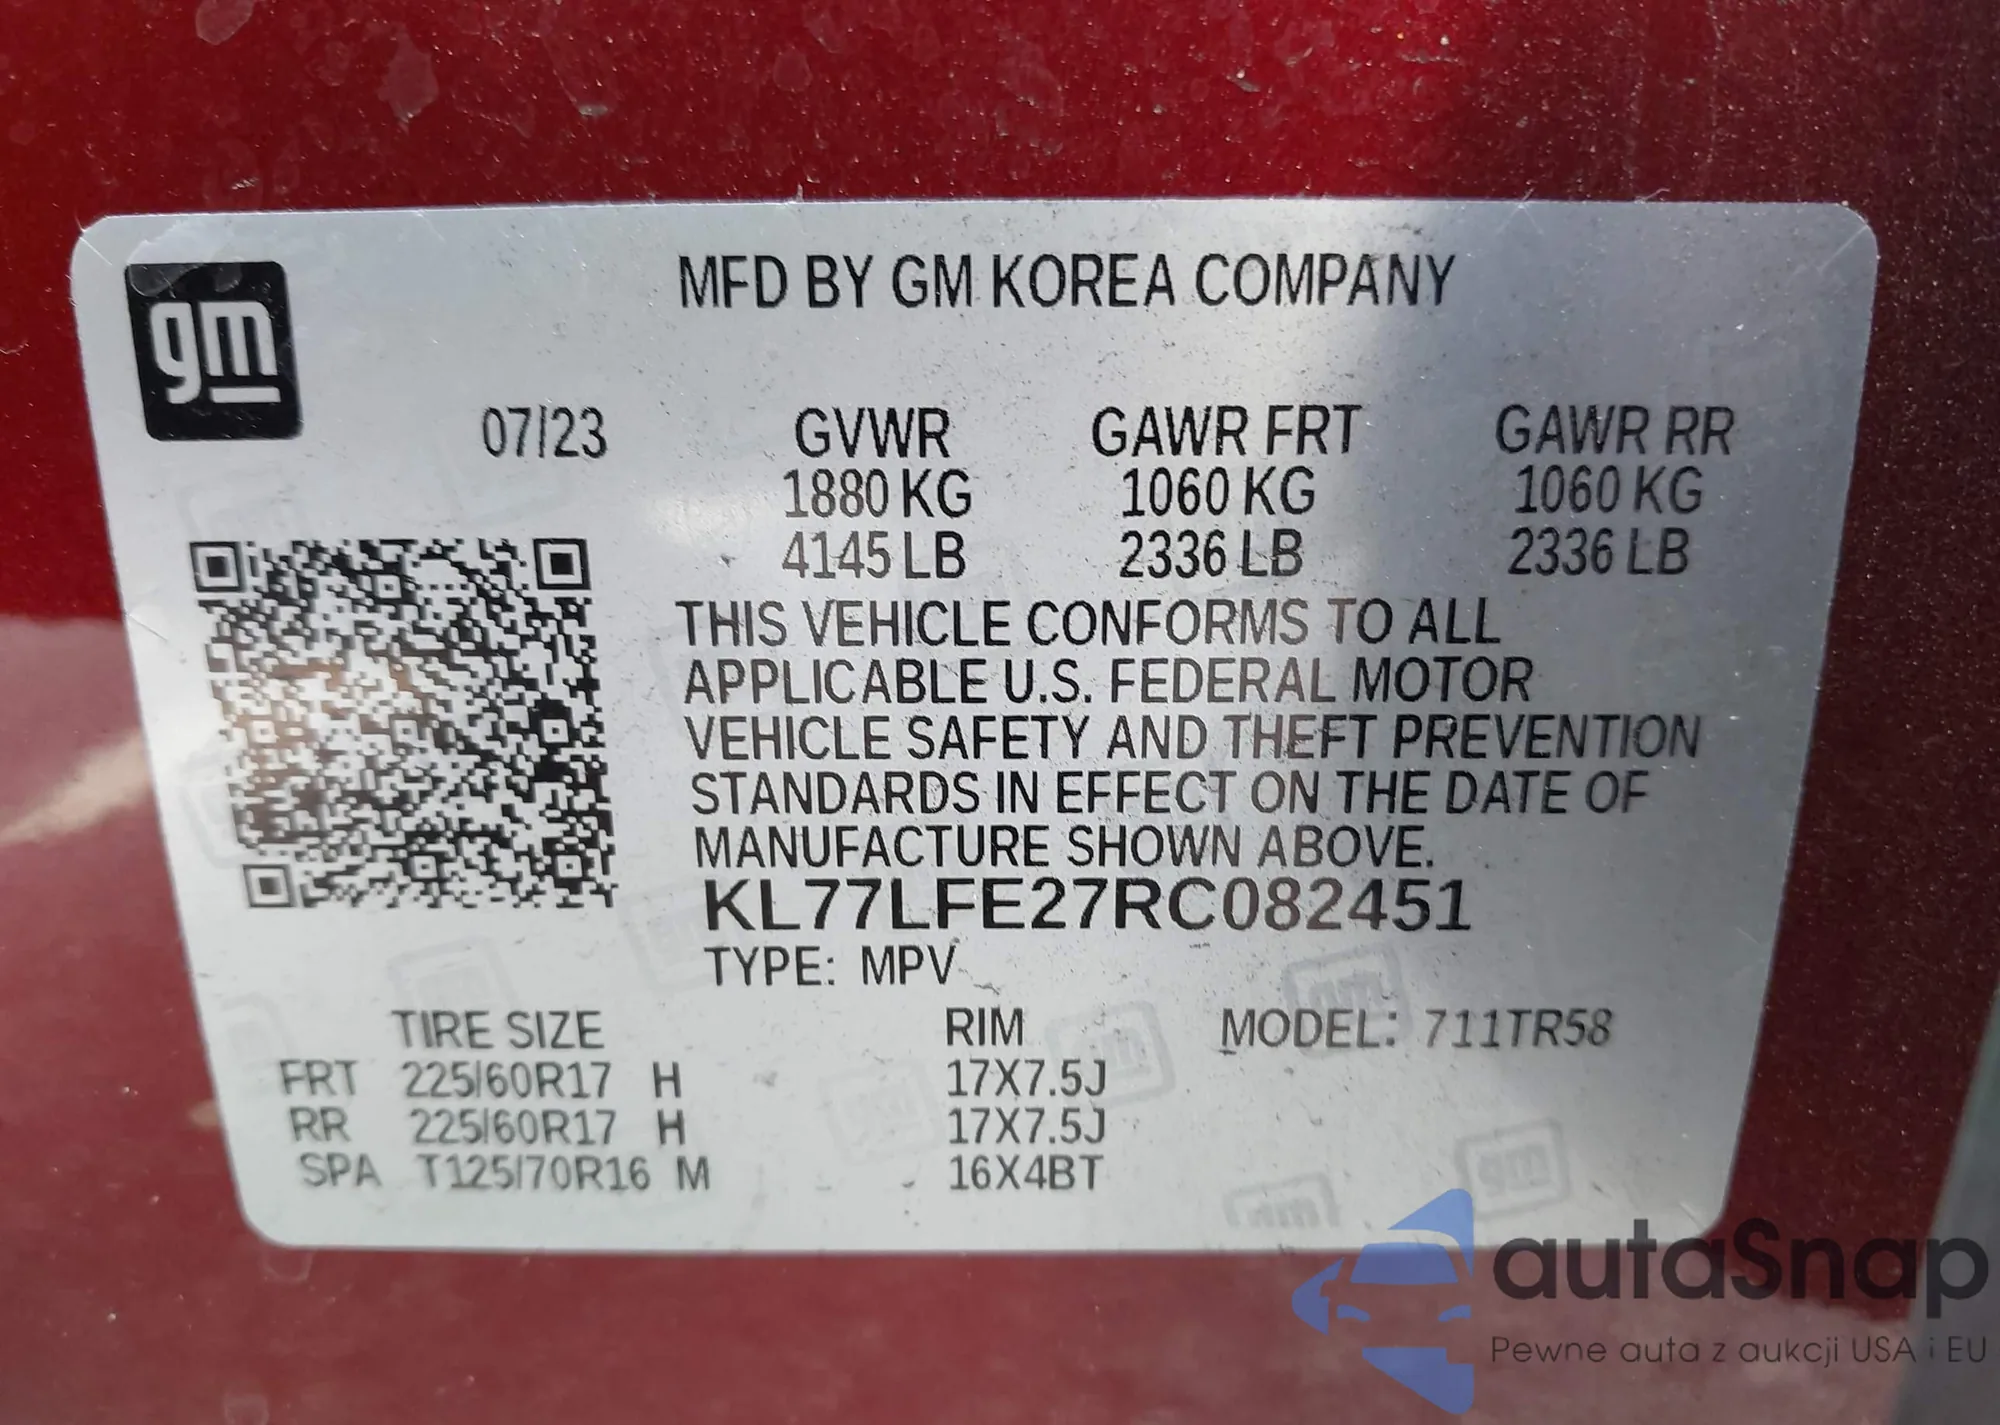 gm
MFD BY GM KOREA COMPANY
07/23 GVWR GAWR FRT GAWR RR
1880 KG 1060 KG 1060 KG
4145 LB 2336 LB 2336 LB
THIS VEHICLE CONFORMS TO ALL
APPLICABLE U.S. FEDERAL MOTOR
VEHICLE SAFETY AND THEFT PREVENTION
STANDARDS IN EFFECT ON THE DATE OF
MANUFACTURE SHOWN ABOVE.
KL77LFE27RC082451
TYPE: MPV
TIRE SIZE RIM MODEL: 711TR58
FRT 225/60R17 H 17X7.5J
RR 225/60R17 H 17X7.5J
SPA T125/70R16 M 16X4BT
autaSnap
Pewne auta z aukcji USA i EU